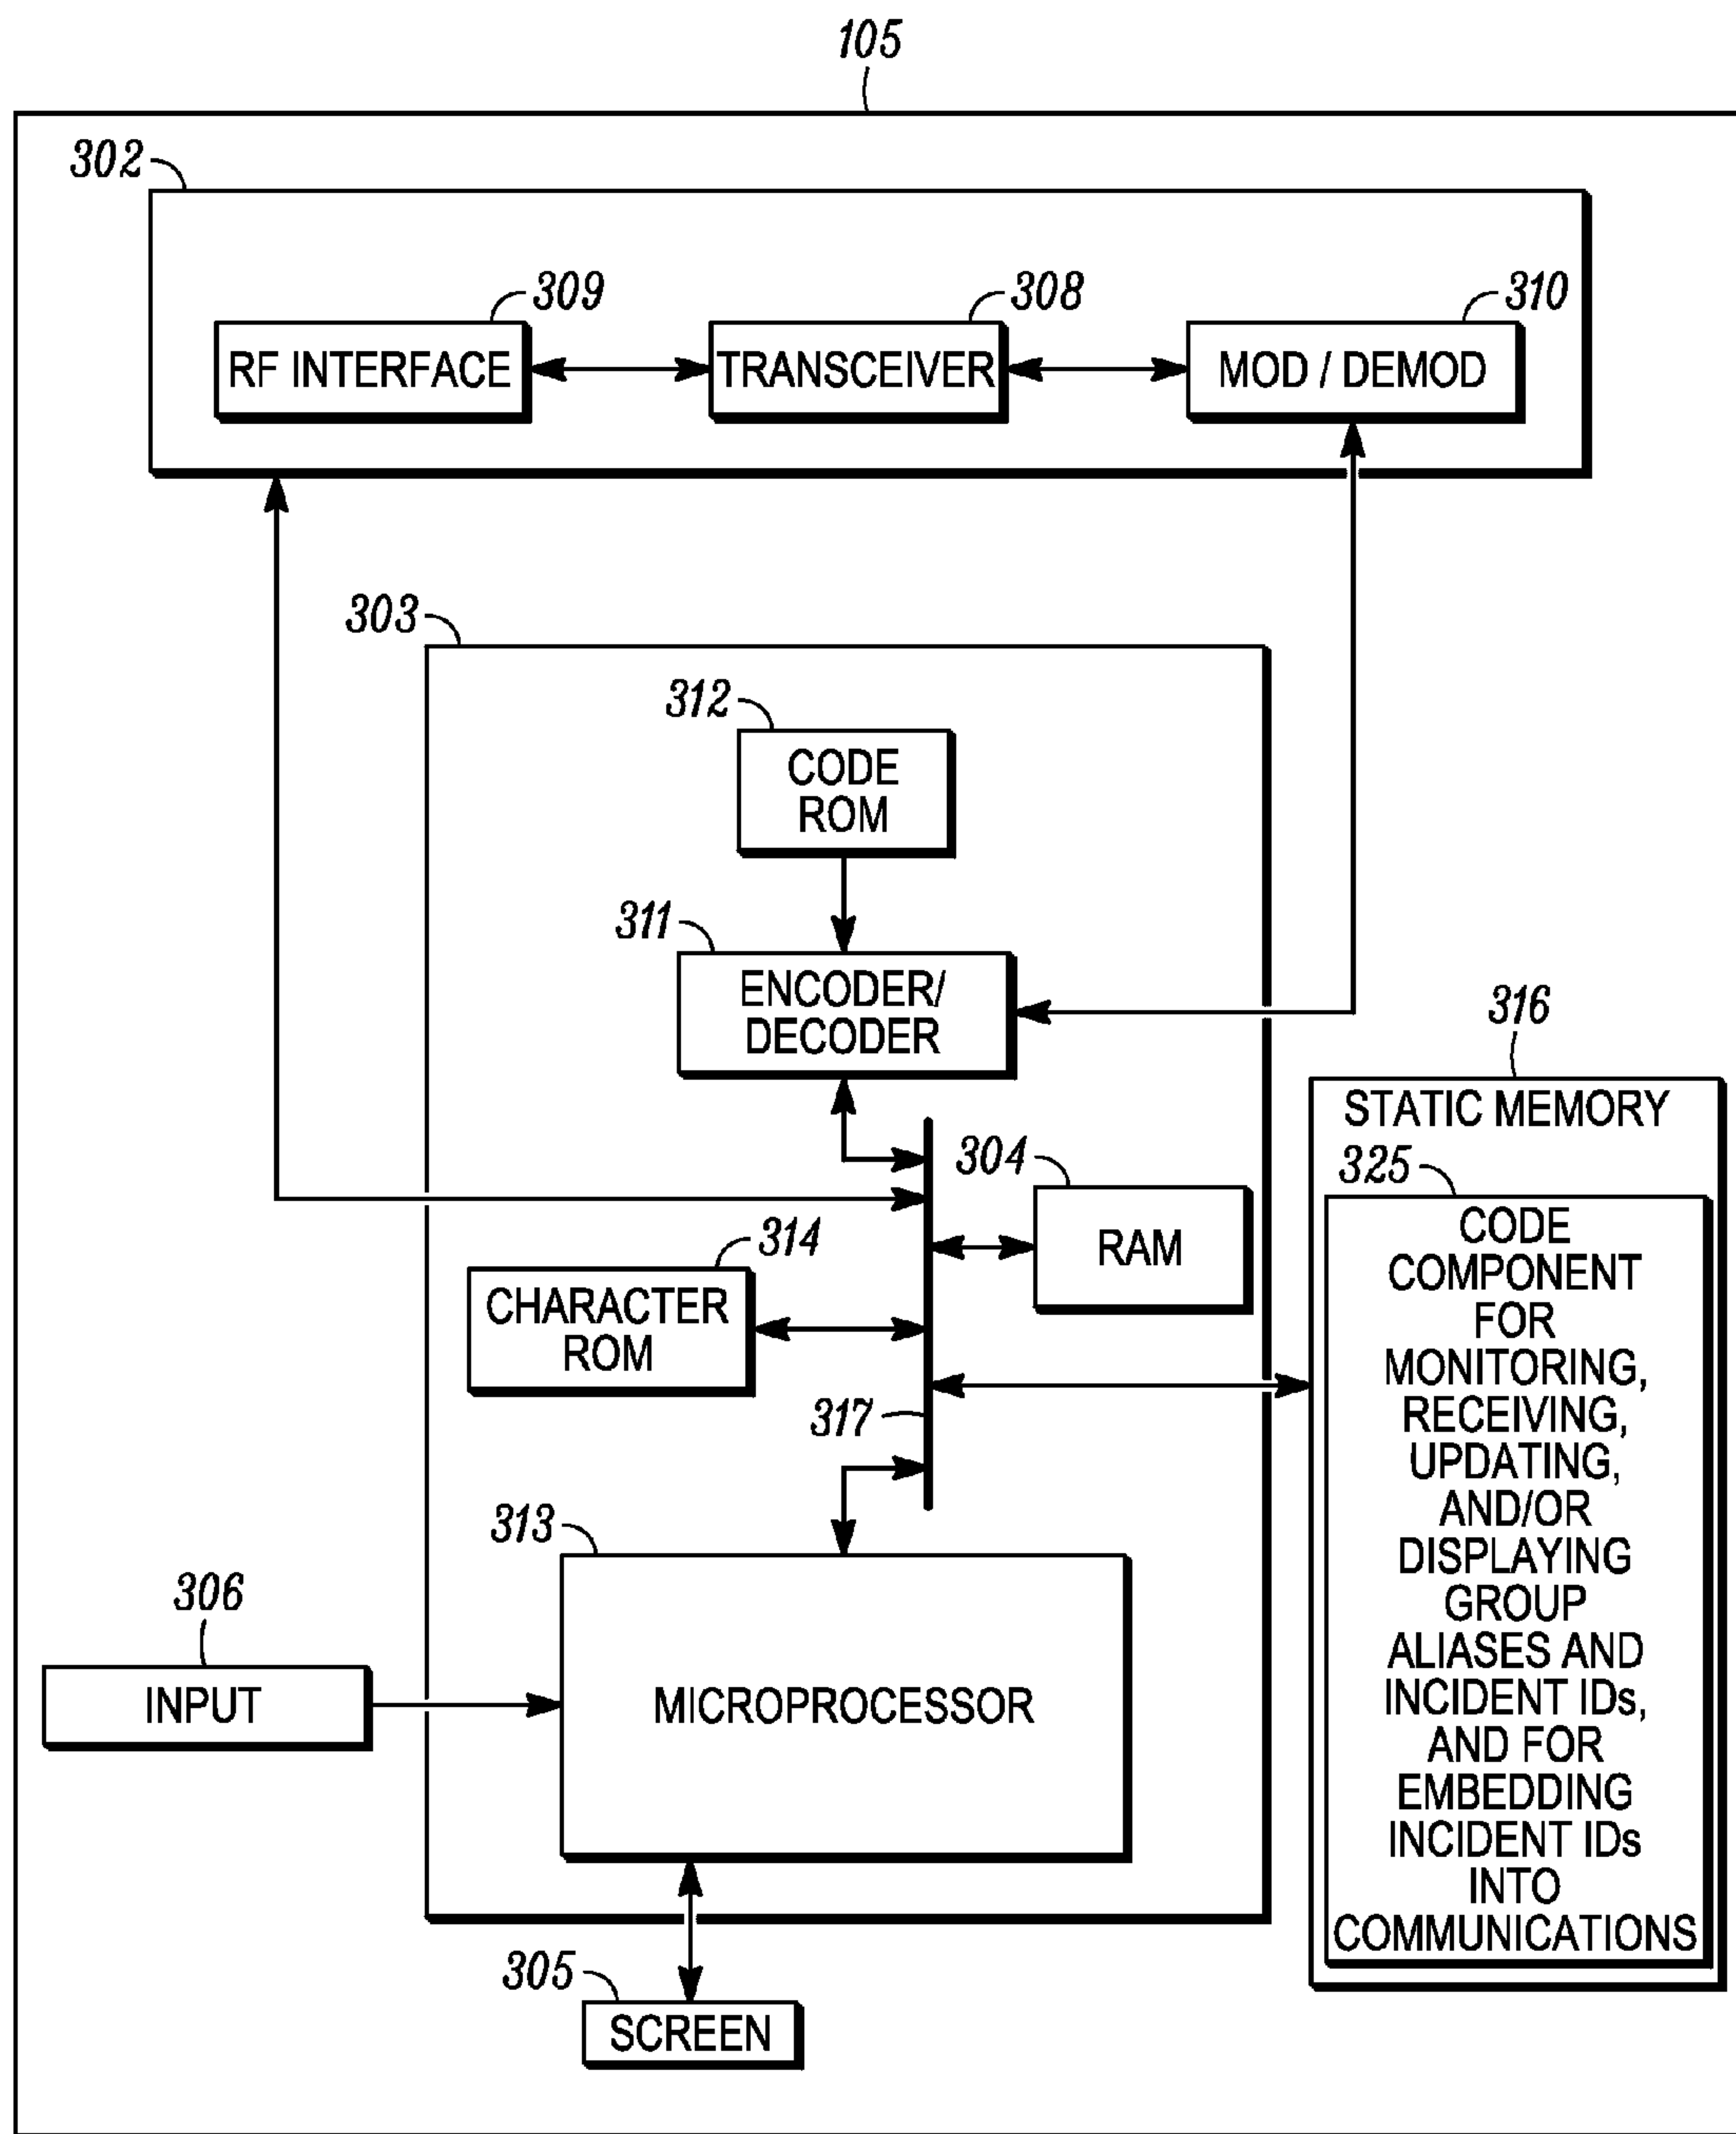 105
302
309
308
310
RF INTERFACE
TRANSCEIVER
MOD / DEMOD
303
312
CODE
ROM
311
ENCODER/
DECODER
316
STATIC MEMORY
304
RAM
325
CODE
COMPONENT
FOR
MONITORING,
RECEIVING,
UPDATING,
AND/OR
DISPLAYING
GROUP
ALIASES AND
INCIDENT IDs,
AND FOR
EMBEDDING
INCIDENT IDs
INTO
COMMUNICATIONS
314
CHARACTER
ROM
317
313
MICROPROCESSOR
306
INPUT
305
SCREEN